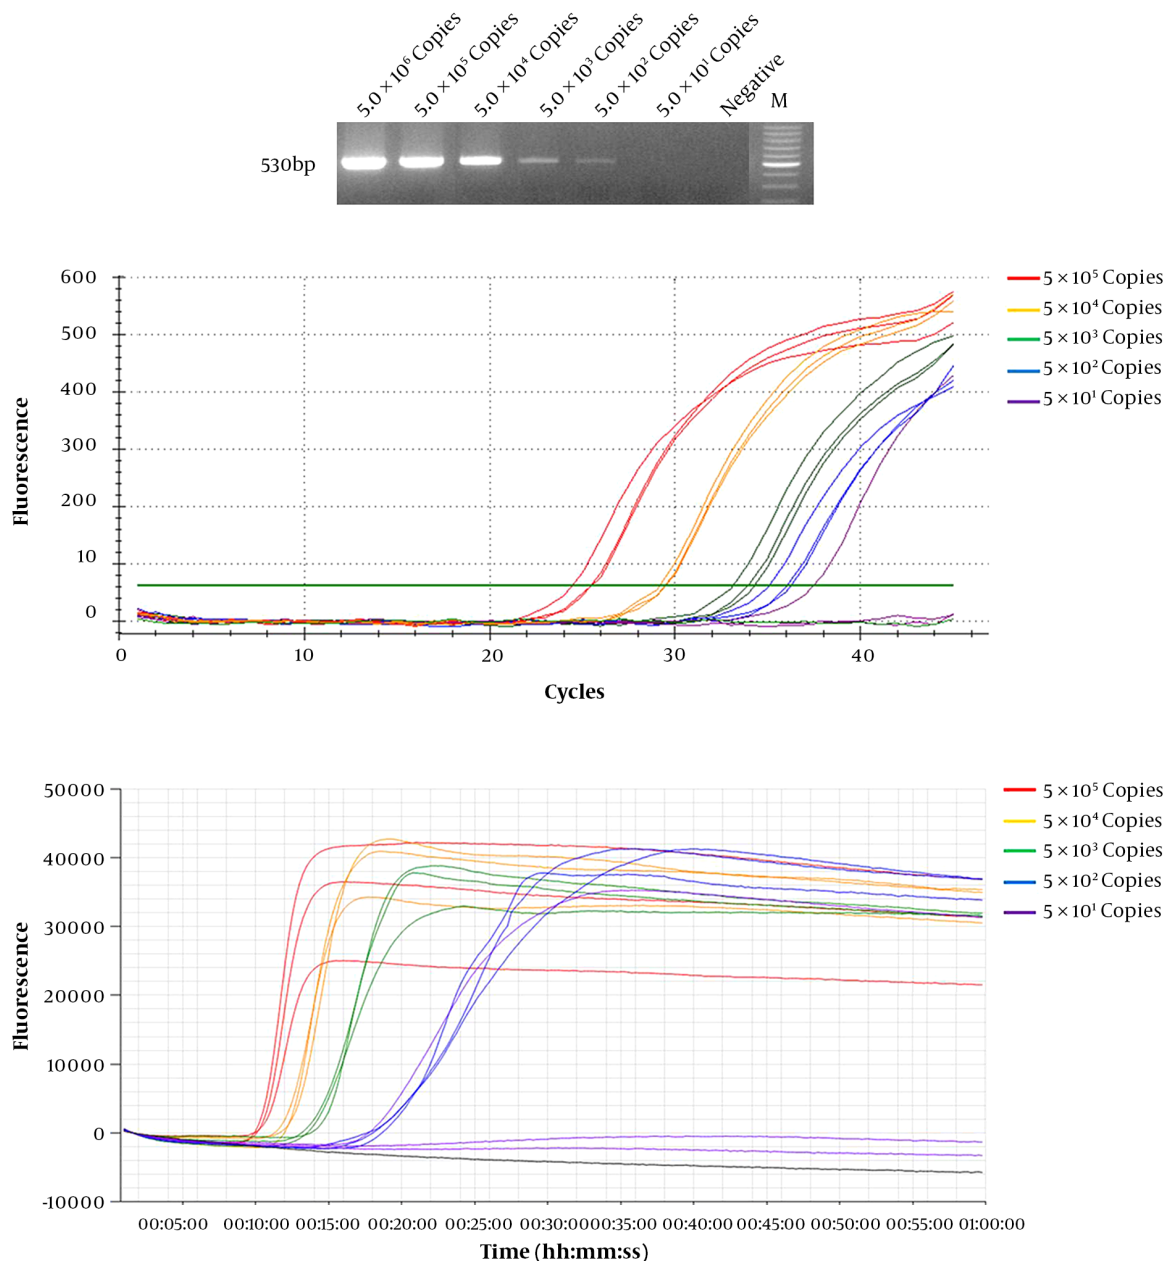 5.0 × 10⁶ Copies
5.0 × 10⁵ Copies
5.0 × 10⁴ Copies
5.0 × 10³ Copies
5.0 × 10² Copies
5.0 × 10¹ Copies
Negative
M
530bp
600
500
400
300
200
10
0
Fluorescence
0 10 20 30 40
Cycles
5 × 10⁵ Copies
5 × 10⁴ Copies
5 × 10³ Copies
5 × 10² Copies
5 × 10¹ Copies
50000
40000
30000
20000
10000
0
-10000
Fluorescence
00:05:00 00:10:00 00:15:00 00:20:00 00:25:00 00:30:00 00:35:00 00:40:00 00:45:00 00:50:00 00:55:00 01:00:00
Time (hh:mm:ss)
5 × 10⁵ Copies
5 × 10⁴ Copies
5 × 10³ Copies
5 × 10² Copies
5 × 10¹ Copies